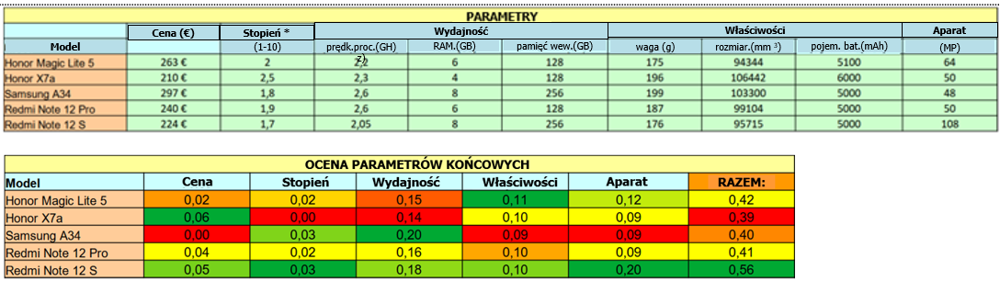 PARAMETRY
Cena (€) Stopień * Wydajność Właściwości Aparat
Model (1-10) prędk.proc.(GHz) RAM.(GB) pamięć wew.(GB) waga (g) rozmiar.(mm ³) pojem. bat.(mAh) (MP)
Honor Magic Lite 5 263 € 2 2,2 6 128 175 94344 5100 64
Honor X7a 210 € 2,5 2,3 4 128 196 106442 6000 50
Samsung A34 297 € 1,8 2,6 8 256 199 103300 5000 48
Redmi Note 12 Pro 240 € 1,9 2,6 6 128 187 99104 5000 50
Redmi Note 12 S 224 € 1,7 2,05 8 256 176 95715 5000 108
OCENA PARAMETRÓW KOŃCOWYCH
Model Cena Stopień Wydajność Właściwości Aparat RAZEM:
Honor Magic Lite 5 0,02 0,02 0,15 0,11 0,12 0,42
Honor X7a 0,06 0,00 0,14 0,10 0,09 0,39
Samsung A34 0,00 0,03 0,20 0,09 0,09 0,40
Redmi Note 12 Pro 0,04 0,02 0,16 0,10 0,09 0,41
Redmi Note 12 S 0,05 0,03 0,18 0,10 0,20 0,56